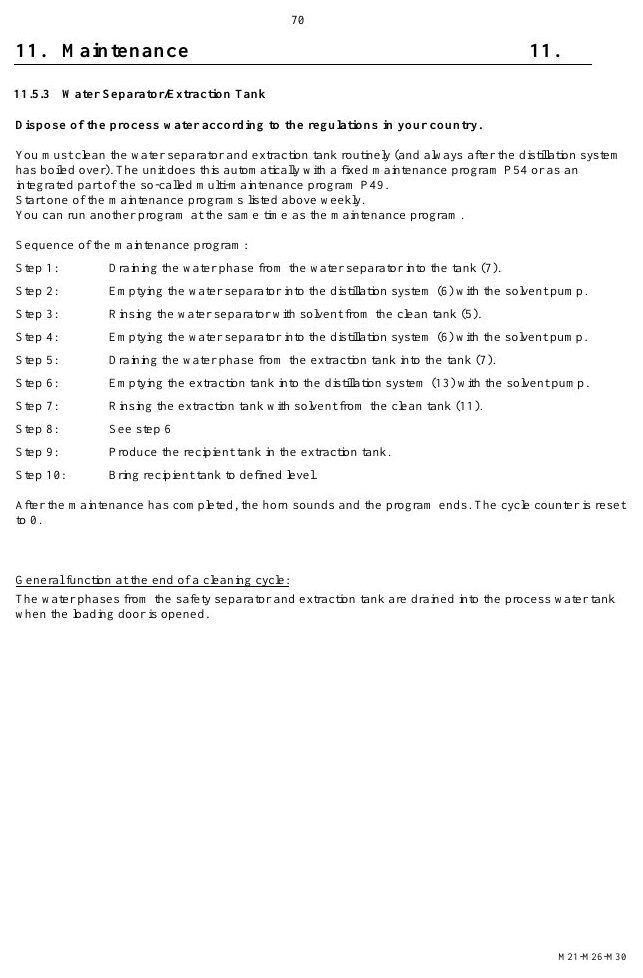 70
11. Maintenance 11.
11.5.3 Water Separator/Extraction Tank
Dispose of the process water according to the regulations in your country.
You must clean the water separator and extraction tank routinely (and always after the distillation system
has boiled over). The unit does this automatically with a fixed maintenance program P54 or as an
integrated part of the so-called multi-maintenance program P49.
Start one of the maintenance programs listed above weekly.
You can run another program at the same time as the maintenance program.
Sequence of the maintenance program:
Step 1: Draining the water phase from the water separator into the tank (7).
Step 2: Emptying the water separator into the distillation system (6) with the solvent pump.
Step 3: Rinsing the water separator with solvent from the clean tank (5).
Step 4: Emptying the water separator into the distillation system (6) with the solvent pump.
Step 5: Draining the water phase from the extraction tank into the tank (7).
Step 6: Emptying the extraction tank into the distillation system (13) with the solvent pump.
Step 7: Rinsing the extraction tank with solvent from the clean tank (11).
Step 8: See step 6
Step 9: Produce the recipient tank in the extraction tank.
Step 10: Bring recipient tank to defined level.
After the maintenance has completed, the horn sounds and the program ends. The cycle counter is reset
to 0.
General function at the end of a cleaning cycle:
The water phases from the safety separator and extraction tank are drained into the process water tank
when the loading door is opened.
M21-M26-M30